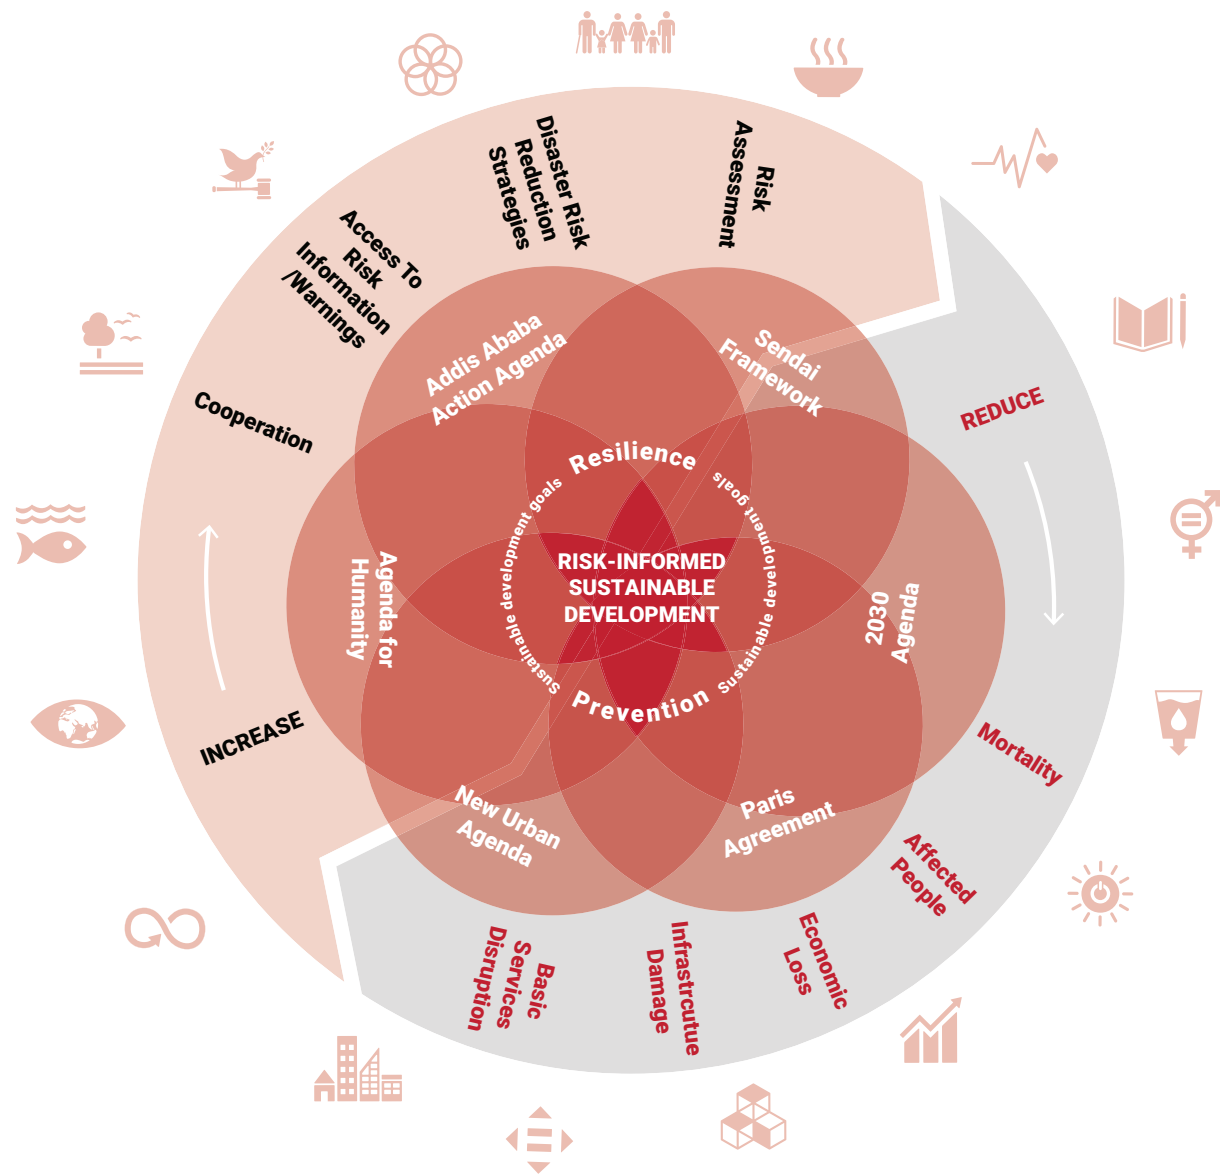 Disaster Risk
Reduction
Strategies
Risk
Assessment
Access To
Risk
Information
/Warnings
Cooperation
INCREASE
REDUCE
Mortality
Affected
People
Economic
Loss
Infrastrcutue
Damage
Basic
Services
Disruption
Addis Ababa
Action Agenda
Sendai
Framework
Agenda for
Humanity
2030
Agenda
New Urban
Agenda
Paris
Agreement
Resilience
Sustainable development goals
Sustainable development goals
Prevention
RISK-INFORMED
SUSTAINABLE
DEVELOPMENT